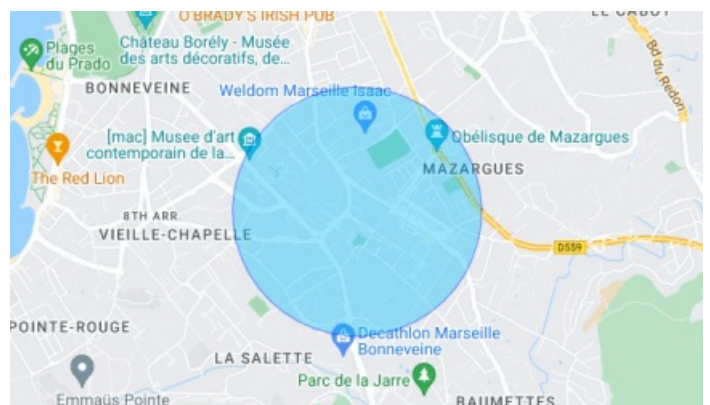 O'BRADY'S IRISH PUB
LE CABOT
Plages
du Prado
Château Borély - Musée
des arts décoratifs, de...
Bd du Redon
BONNEVEINE
Weldom Marseille Isaac
[mac] Musee d'art
contemporain de la...
Obélisque de Mazargues
The Red Lion
MAZARGUES
8TH ARR.
VIEILLE-CHAPELLE
D559
POINTE-ROUGE
LA SALETTE
Decathlon Marseille
Bonneveine
Parc de la Jarre
Emmaüs Pointe
BAUMETTES